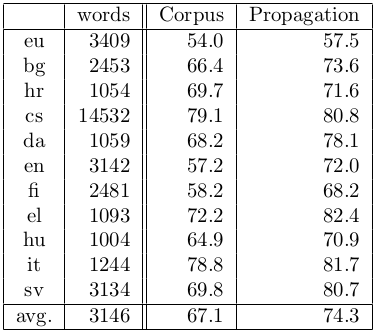 words Corpus Propagation
eu 3409 54.0 57.5
bg 2453 66.4 73.6
hr 1054 69.7 71.6
cs 14532 79.1 80.8
da 1059 68.2 78.1
en 3142 57.2 72.0
fi 2481 58.2 68.2
el 1093 72.2 82.4
hu 1004 64.9 70.9
it 1244 78.8 81.7
sv 3134 69.8 80.7
avg. 3146 67.1 74.3